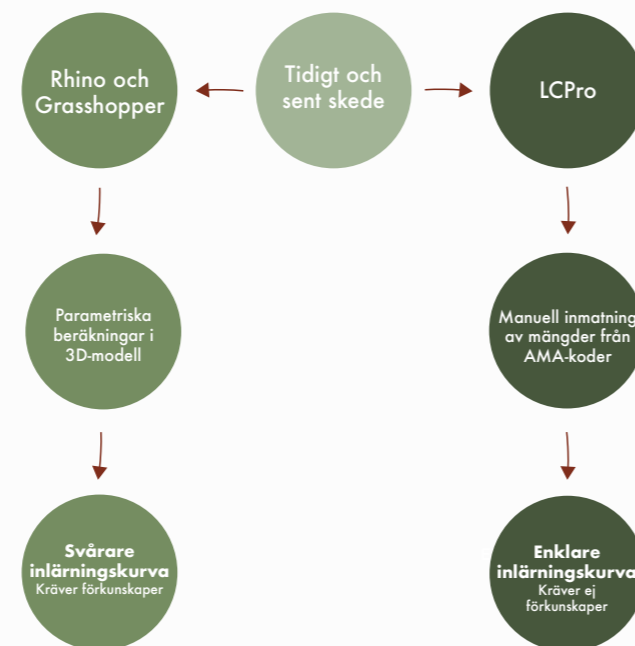 Rhino och
Grasshopper
Tidigt och
sent skede
LCPro
Parametriska
beräkningar i
3D-modell
Manuell inmatning
av mängder från
AMA-koder
Svårare
inlärningskurva
Kräver förkunskaper
Enklare
inlärningskurva
Kräver ej
förkunskaper